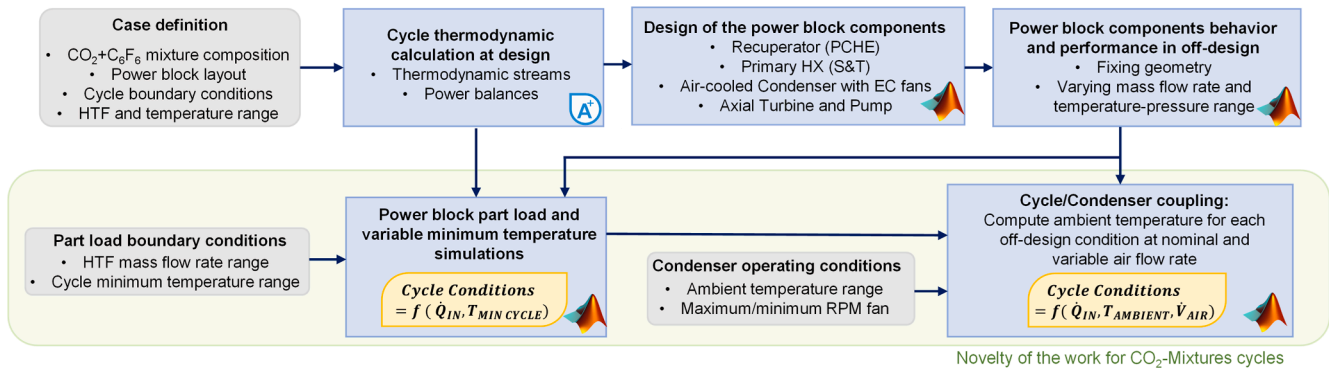 Case definition
• CO₂+C₆F₆ mixture composition
• Power block layout
• Cycle boundary conditions
• HTF and temperature range
Cycle thermodynamic
calculation at design
• Thermodynamic streams
• Power balances
A+
Design of the power block components
• Recuperator (PCHE)
• Primary HX (S&T)
• Air-cooled Condenser with EC fans
• Axial Turbine and Pump
Power block components behavior
and performance in off-design
• Fixing geometry
• Varying mass flow rate and
temperature-pressure range
Part load boundary conditions
• HTF mass flow rate range
• Cycle minimum temperature range
Power block part load and
variable minimum temperature
simulations
Cycle Conditions
= f ( Q̇_IN, T_MIN CYCLE)
Condenser operating conditions
• Ambient temperature range
• Maximum/minimum RPM fan
Cycle/Condenser coupling:
Compute ambient temperature for each
off-design condition at nominal and
variable air flow rate
Cycle Conditions
= f( Q̇_IN, T_AMBIENT, V̇_AIR)
Novelty of the work for CO₂-Mixtures cycles